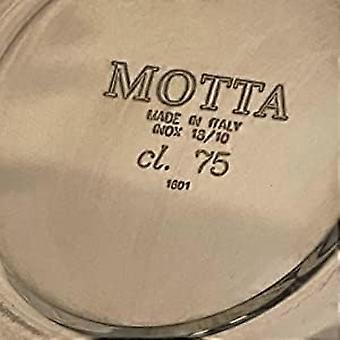 MOTTA
MADE IN ITALY
INOX 18/10
cl. 75
1601